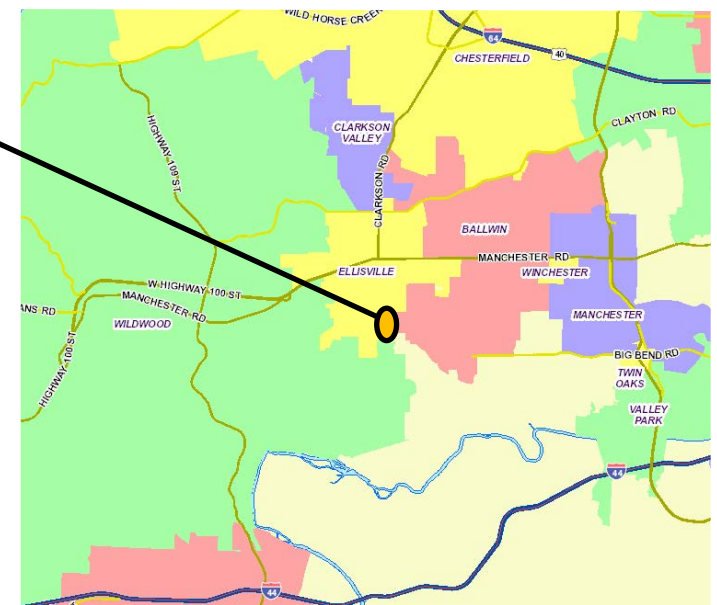 WILD HORSE CREEK
64
40
CHESTERFIELD
CLAYTON RD
HIGHWAY 109 ST
CLARKSON
VALLEY
CLARKSON RD
BALLWIN
MANCHESTER RD
ELLISVILLE
WINCHESTER
W HIGHWAY 100 ST
MANCHESTER RD
ANS RD
WILDWOOD
MANCHESTER
HIGHWAY 100 ST
BIG BEND RD
TWIN
OAKS
VALLEY
PARK
44
44